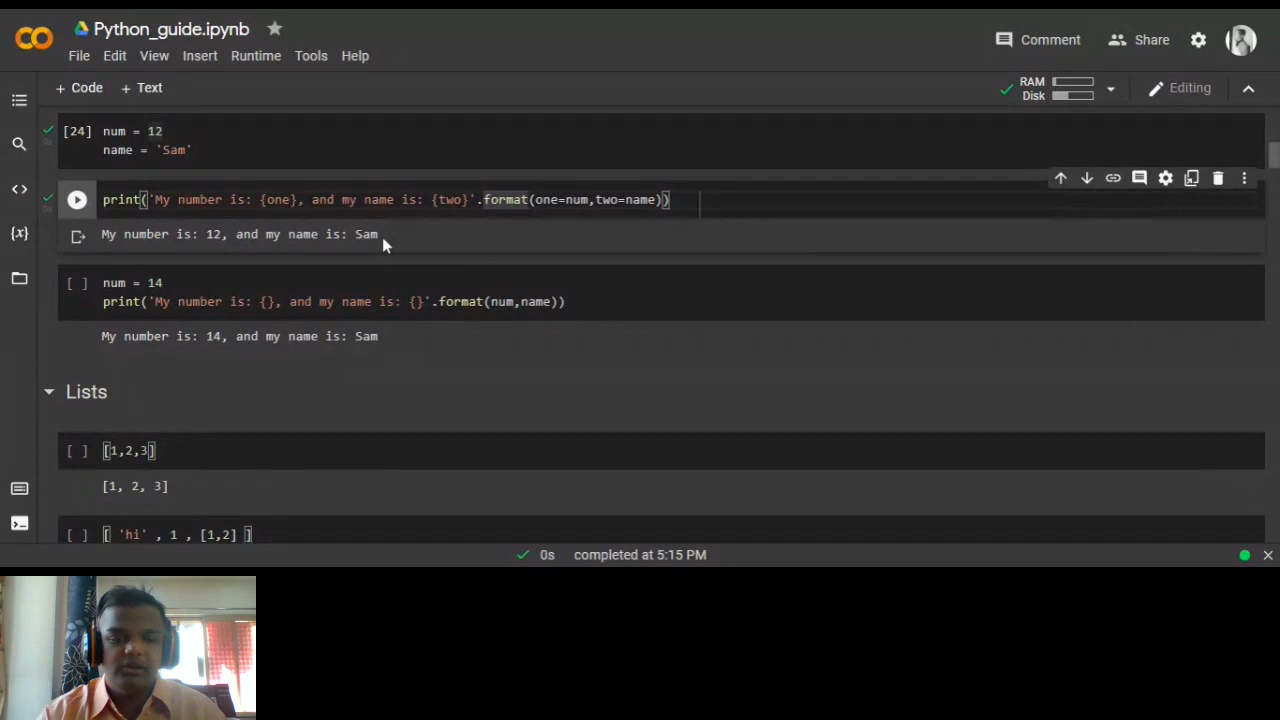 Python_guide.ipynb
File Edit View Insert Runtime Tools Help
Comment Share
+ Code + Text
RAM
Disk
Editing
[24] num = 12
name = 'Sam'
print('My number is: {one}, and my name is: {two}'.format(one=num,two=name))
My number is: 12, and my name is: Sam
[ ] num = 14
print('My number is: {}, and my name is: {}'.format(num,name))
My number is: 14, and my name is: Sam
Lists
[ ] [1,2,3]
[1, 2, 3]
[ ] [ 'hi' , 1 , [1,2] ]
0s completed at 5:15 PM